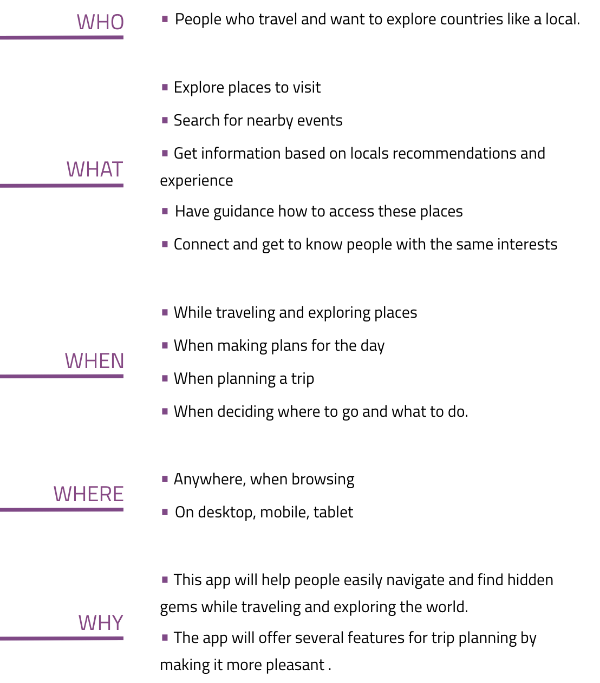 WHO
▪ People who travel and want to explore countries like a local.
WHAT
▪ Explore places to visit
▪ Search for nearby events
▪ Get information based on locals recommendations and
experience
▪ Have guidance how to access these places
▪ Connect and get to know people with the same interests
WHEN
▪ While traveling and exploring places
▪ When making plans for the day
▪ When planning a trip
▪ When deciding where to go and what to do.
WHERE
▪ Anywhere, when browsing
▪ On desktop, mobile, tablet
WHY
▪ This app will help people easily navigate and find hidden
gems while traveling and exploring the world.
▪ The app will offer several features for trip planning by
making it more pleasant .